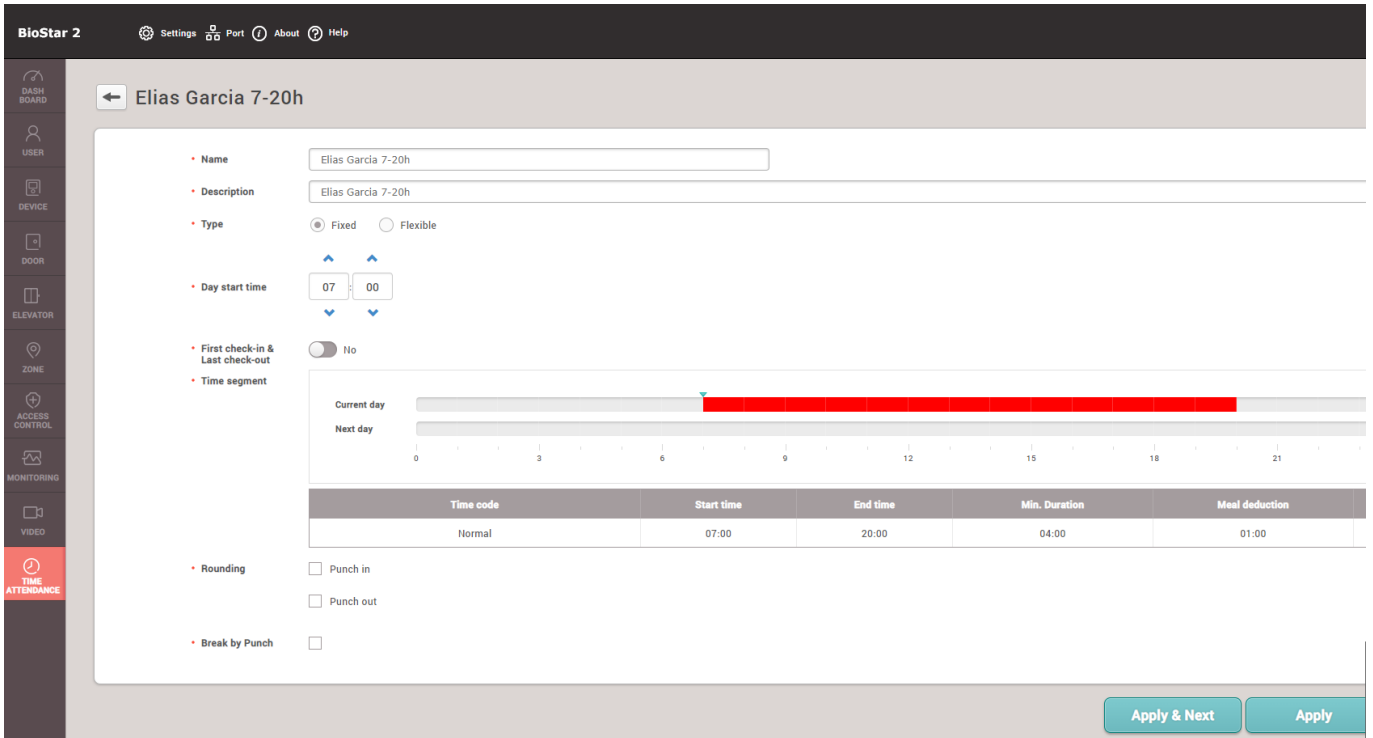 BioStar 2 Settings Port About Help
DASH
BOARD
USER
DEVICE
DOOR
ELEVATOR
ZONE
ACCESS
CONTROL
MONITORING
VIDEO
TIME
ATTENDANCE
Elias Garcia 7-20h
Name Elias Garcia 7-20h
Description Elias Garcia 7-20h
Type Fixed Flexible
Day start time 07 : 00
First check-in &
Last check-out
No
Time segment
Current day
Next day
0 3 6 9 12 15 18 21
Time code Start time End time Min. Duration Meal deduction
Normal 07:00 20:00 04:00 01:00
Rounding Punch in
Punch out
Break by Punch
Apply & Next Apply